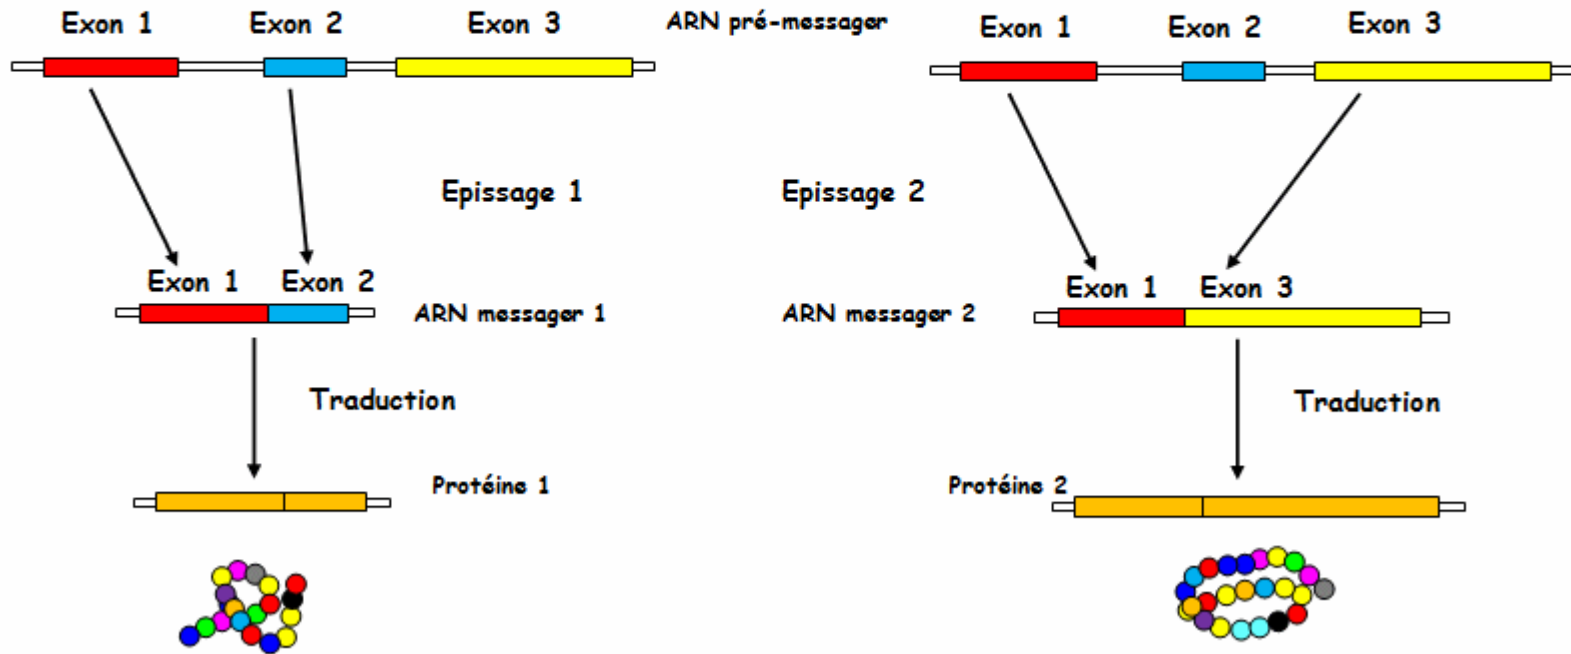 Exon 1 Exon 2 Exon 3 ARN pré-messager Exon 1 Exon 2 Exon 3
Epissage 1 Epissage 2
Exon 1 Exon 2 Exon 1 Exon 3
ARN messager 1 ARN messager 2
Traduction Traduction
Protéine 1 Protéine 2